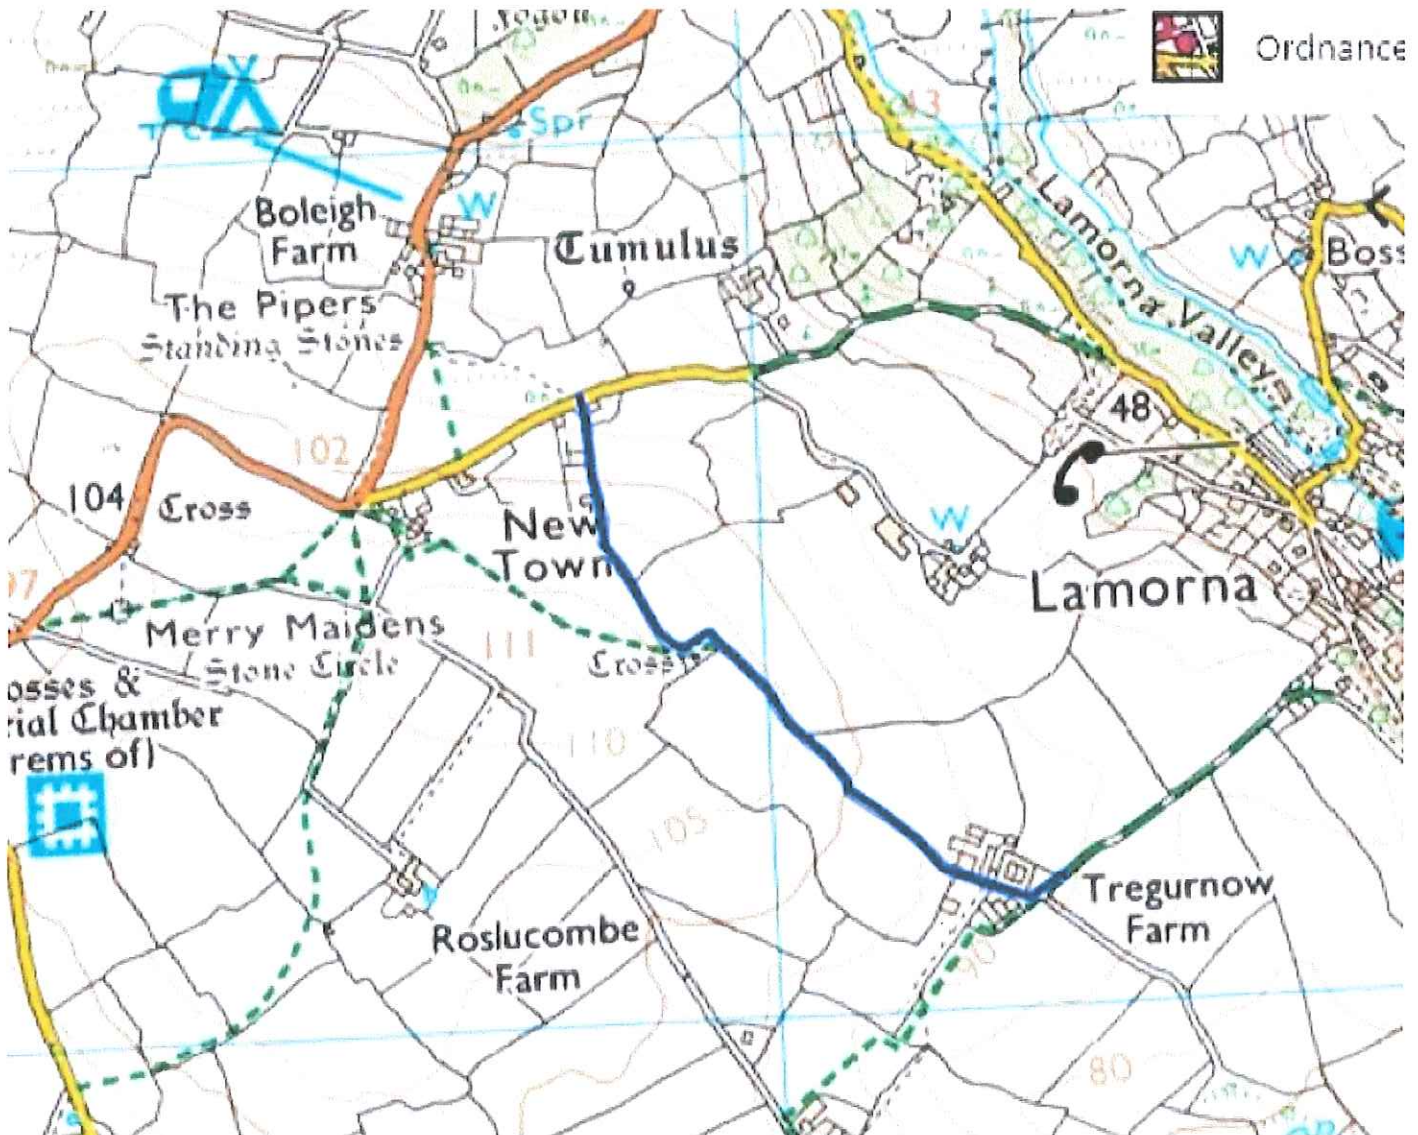 Ordnance
Spr
43
Boleigh
Farm
W
Tumulus
Lamorna Valley
W
Boss
The Pipers
Standing Stones
48
102
104
Cross
New
Town
W
Lamorna
97
Merry Maidens
Stone Circle
111
Cross
osses &
rial Chamber
rems of)
110
105
Tregurnow
Farm
Roslucombe
Farm
90
80